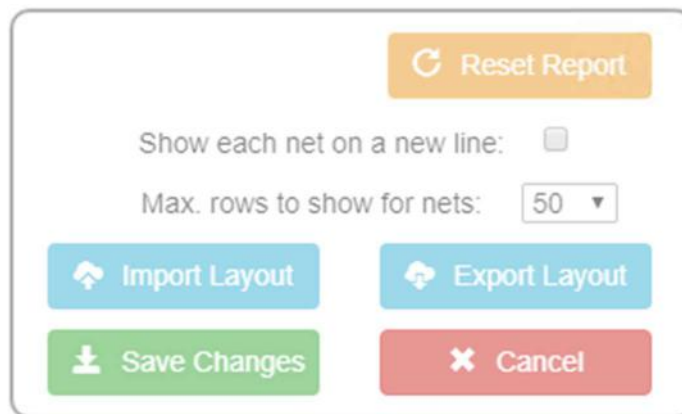 Reset Report
Show each net on a new line:
Max. rows to show for nets: 50
Import Layout Export Layout
Save Changes Cancel